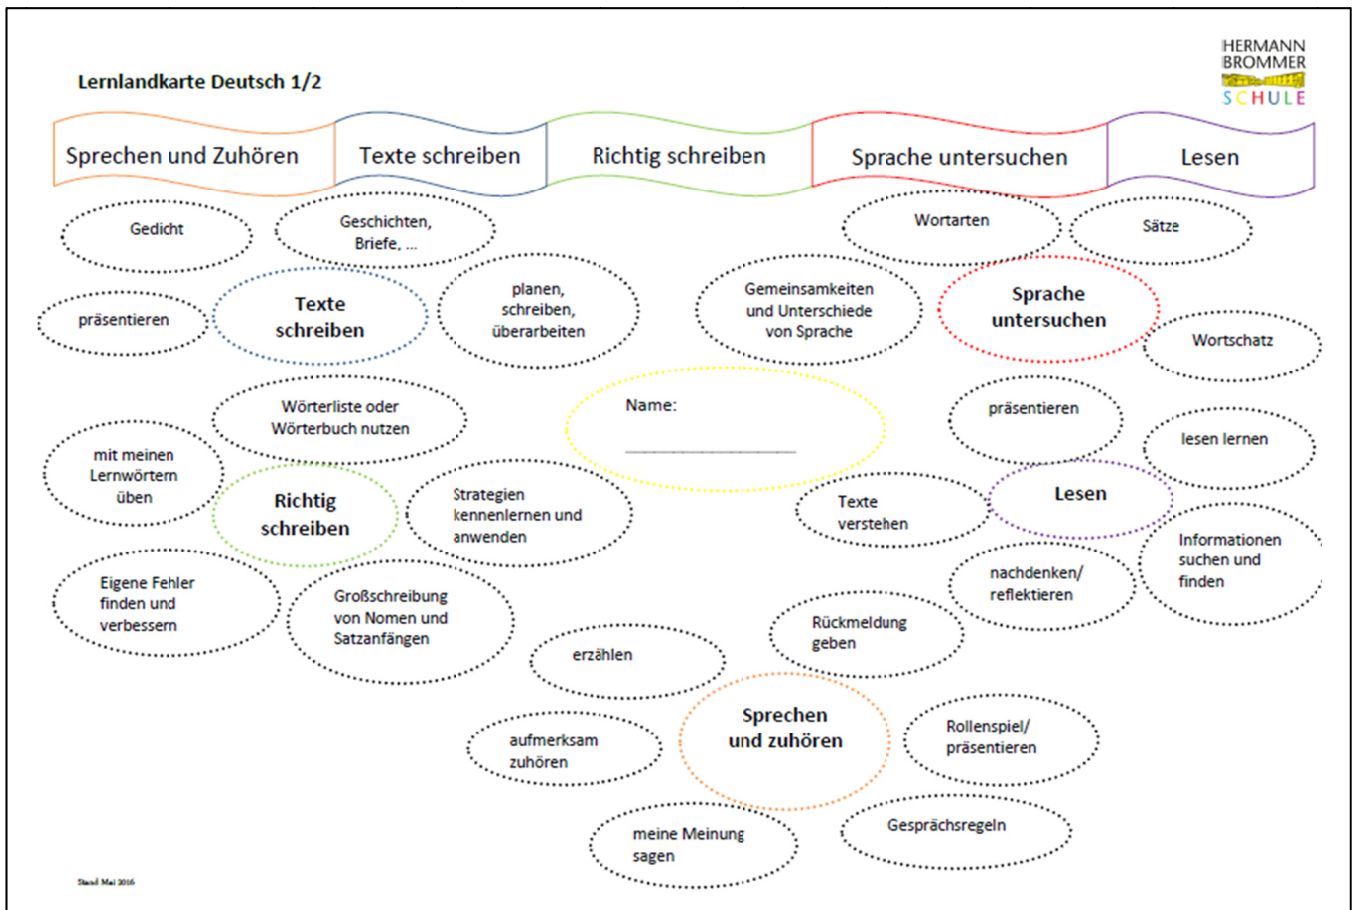 HERMANN
BROMMER
SCHULE
Lernlandkarte Deutsch 1/2
Sprechen und Zuhören
Texte schreiben
Richtig schreiben
Sprache untersuchen
Lesen
Gedicht
Geschichten,
Briefe, ...
präsentieren
Texte
schreiben
planen,
schreiben,
überarbeiten
Gemeinsamkeiten
und Unterschiede
von Sprache
Wortarten
Sätze
Sprache
untersuchen
Wortschatz
Wörterliste oder
Wörterbuch nutzen
mit meinen
Lernwörtern
üben
Richtig
schreiben
Strategien
kennenlernen und
anwenden
Eigene Fehler
finden und
verbessern
Großschreibung
von Nomen und
Satzanfängen
Name:
präsentieren
lesen lernen
Texte
verstehen
Lesen
Informationen
suchen und
finden
nachdenken/
reflektieren
Rückmeldung
geben
erzählen
Sprechen
und zuhören
aufmerksam
zuhören
Rollenspiel/
präsentieren
meine Meinung
sagen
Gesprächsregeln
Stand Mai 2016